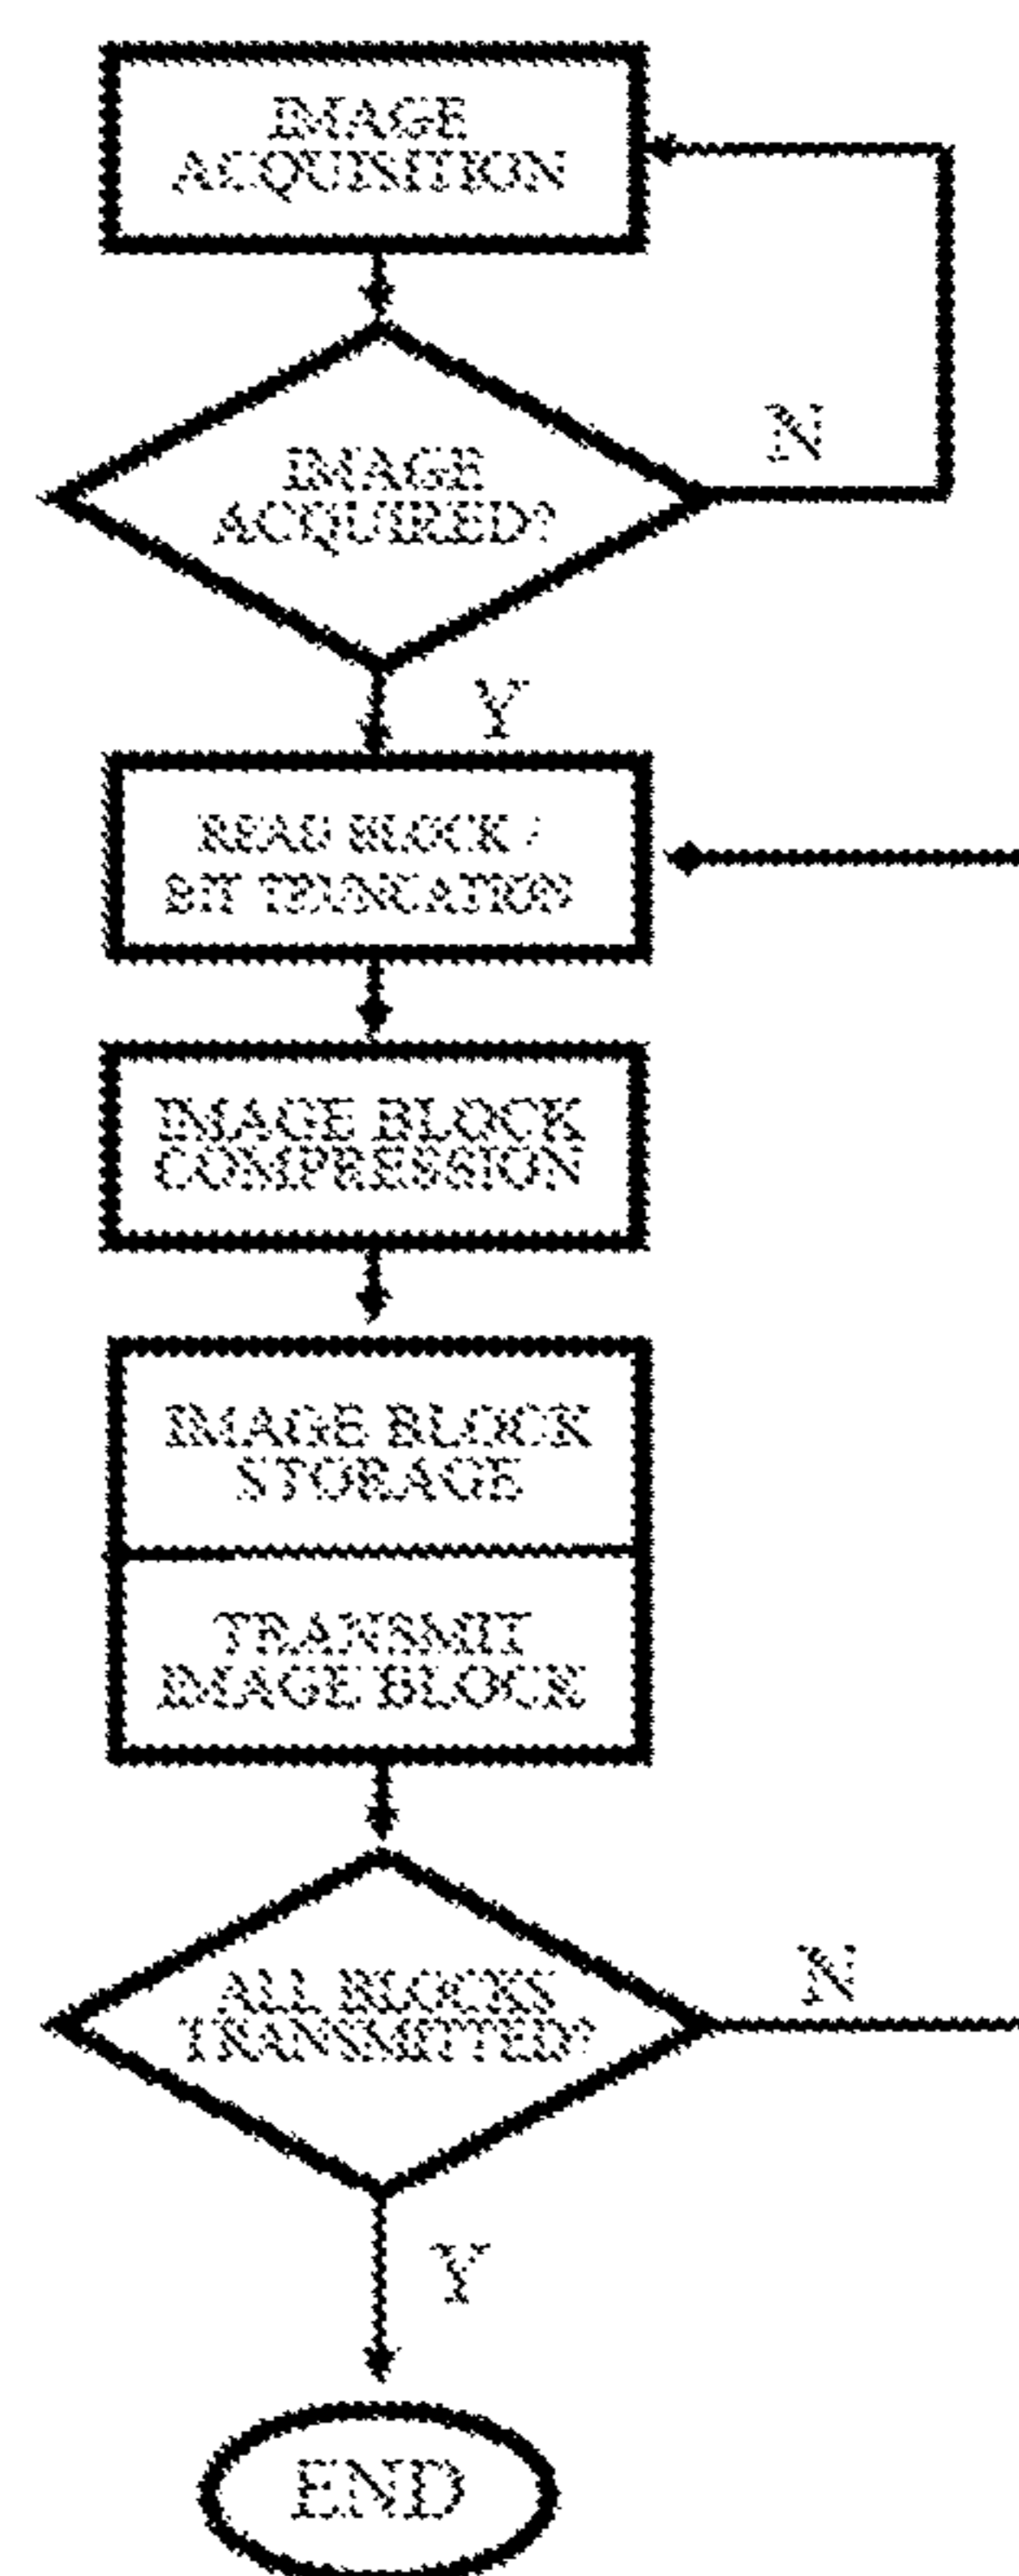 IMAGE
ACQUISITION
IMAGE
ACQUIRED?
N
Y
READ BLOCK /
BIT TRUNCATION
IMAGE BLOCK
COMPRESSION
IMAGE BLOCK
STORAGE
TRANSMIT
IMAGE BLOCK
ALL BLOCKS
TRANSMITTED?
N
Y
END